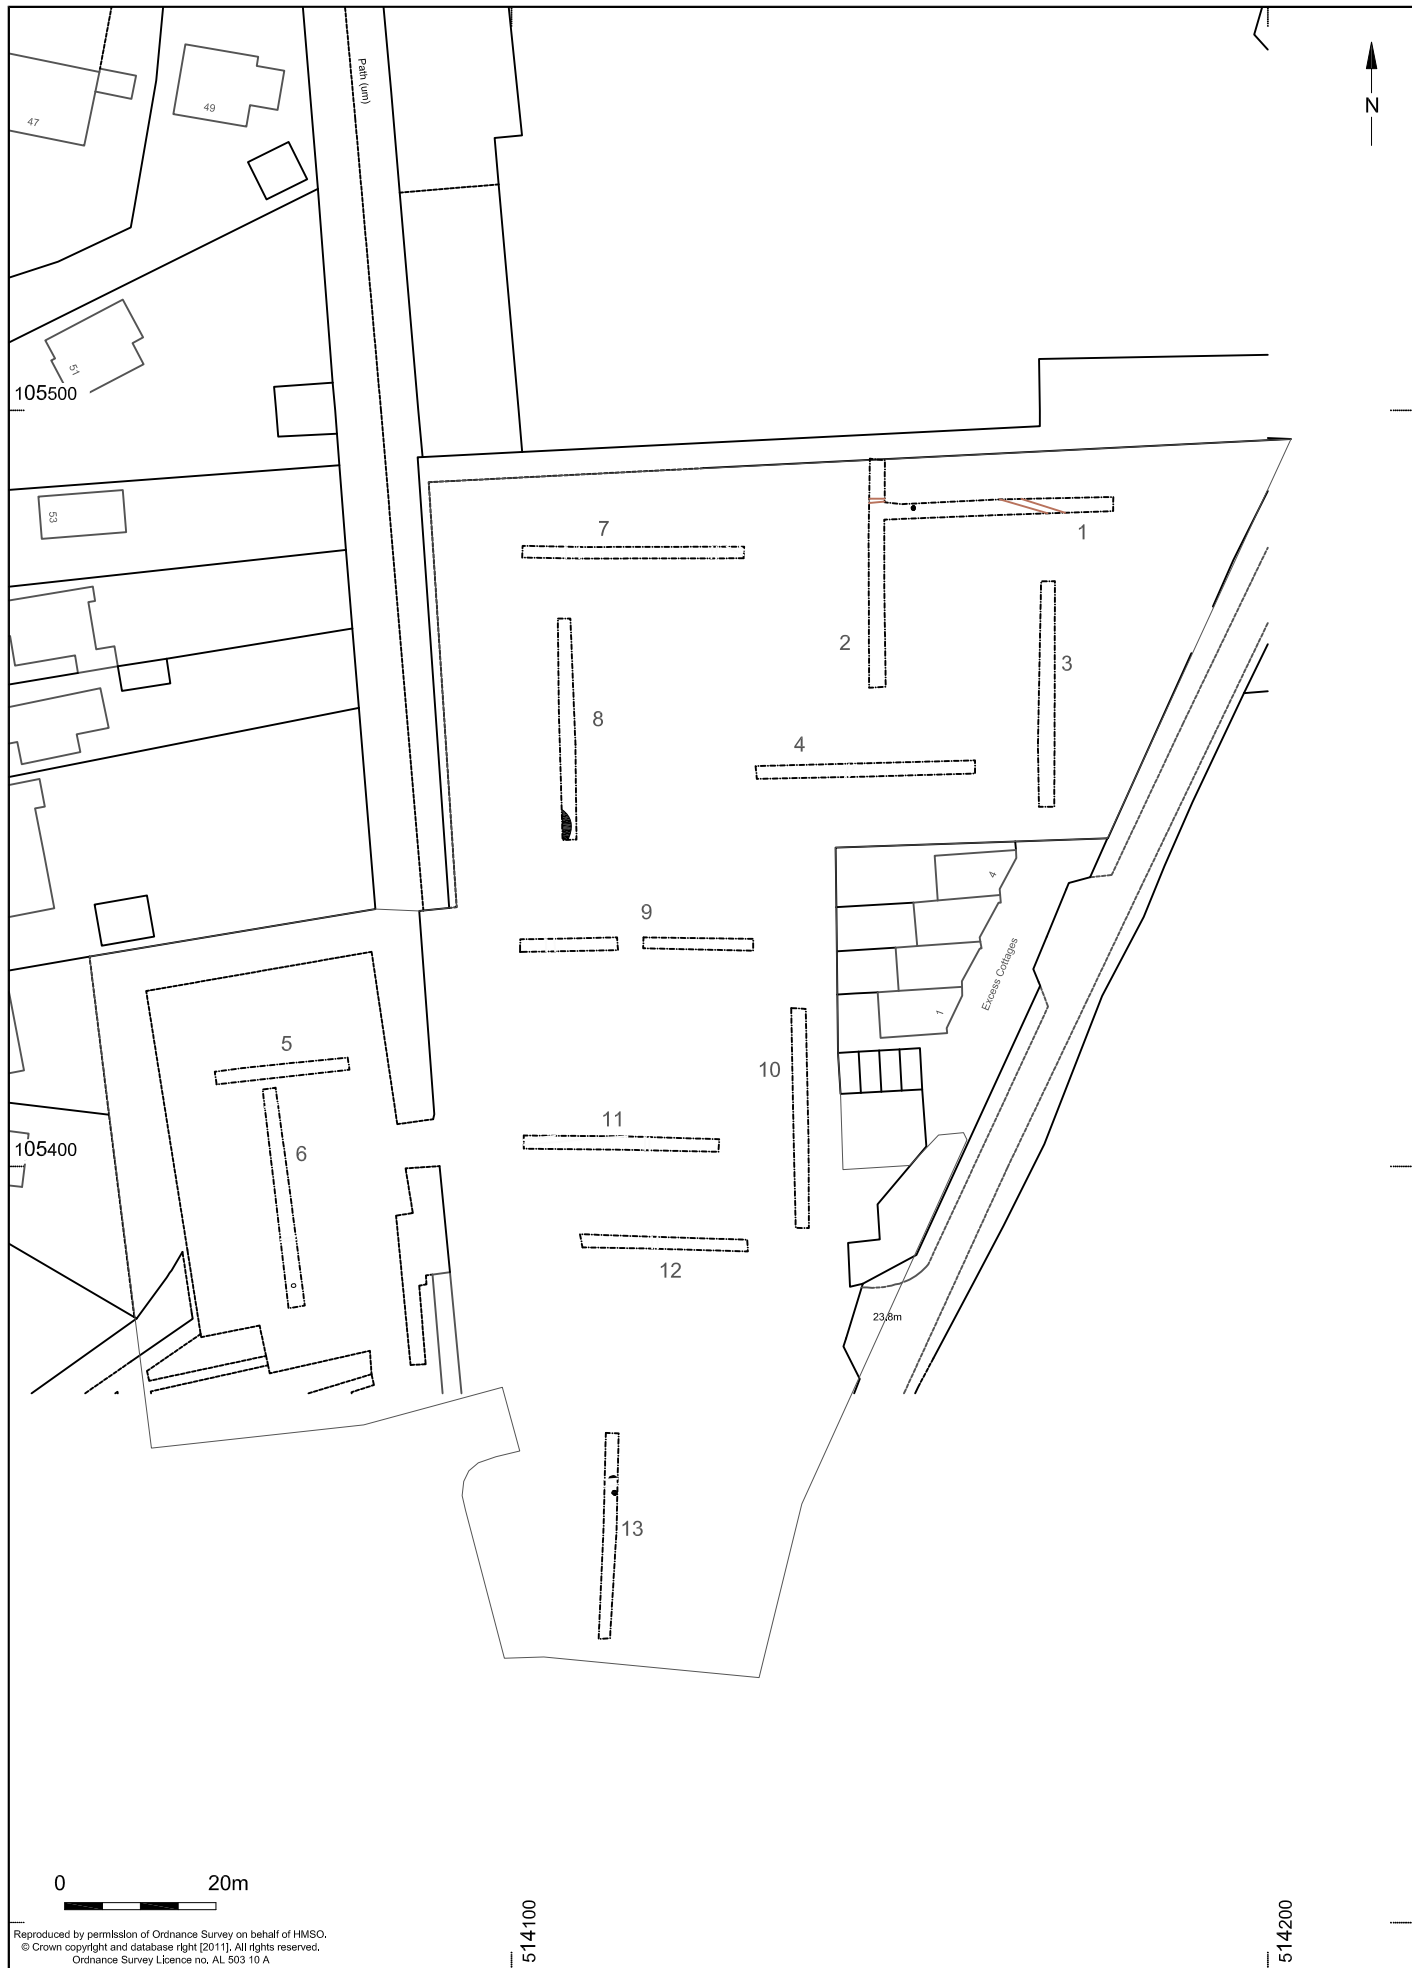 Path (um)
N
47
49
51
105500
53
7
1
2
3
8
4
9
4
Excess Cottages
1
5
10
11
105400
6
12
23.8m
13
0 20m
514100
514200
Reproduced by permission of Ordnance Survey on behalf of HMSO.
© Crown copyright and database right [2011]. All rights reserved.
Ordnance Survey Licence no. AL 503 10 A